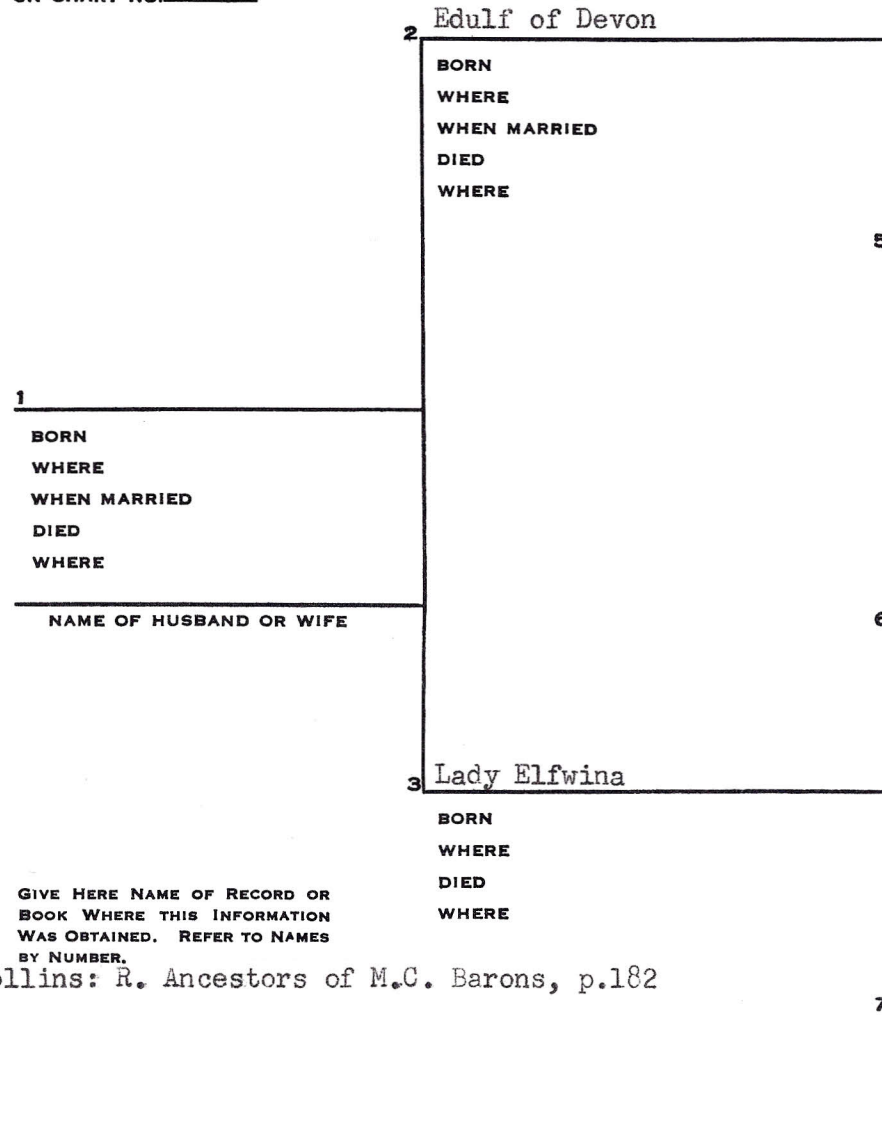 2 Edulf of Devon
BORN
WHERE
WHEN MARRIED
DIED
WHERE
5
1
BORN
WHERE
WHEN MARRIED
DIED
WHERE
NAME OF HUSBAND OR WIFE
6
3 Lady Elfwina
BORN
WHERE
DIED
WHERE
GIVE HERE NAME OF RECORD OR
BOOK WHERE THIS INFORMATION
WAS OBTAINED. REFER TO NAMES
BY NUMBER.
llins: R. Ancestors of M.C. Barons, p.182
7